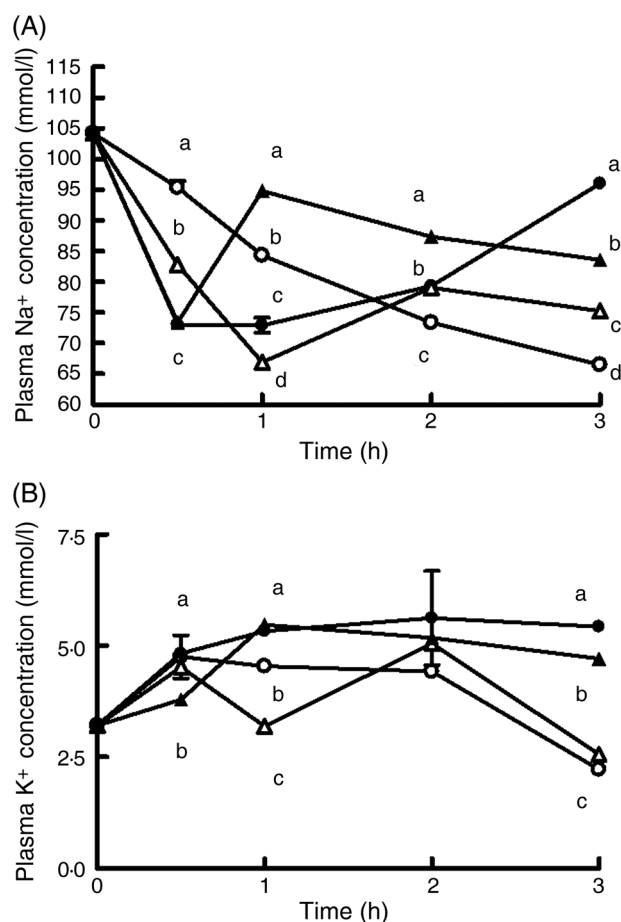 (A)
Plasma Na⁺ concentration (mmol/l)
115
110
105
100
95
90
85
80
75
70
65
60
a
a
a
a
b
b
b
b
c
c
c
c
d
d
0
1
2
3
Time (h)
(B)
Plasma K⁺ concentration (mmol/l)
7·5
5·0
2·5
0·0
a
a
a
b
b
b
c
c
0
1
2
3
Time (h)